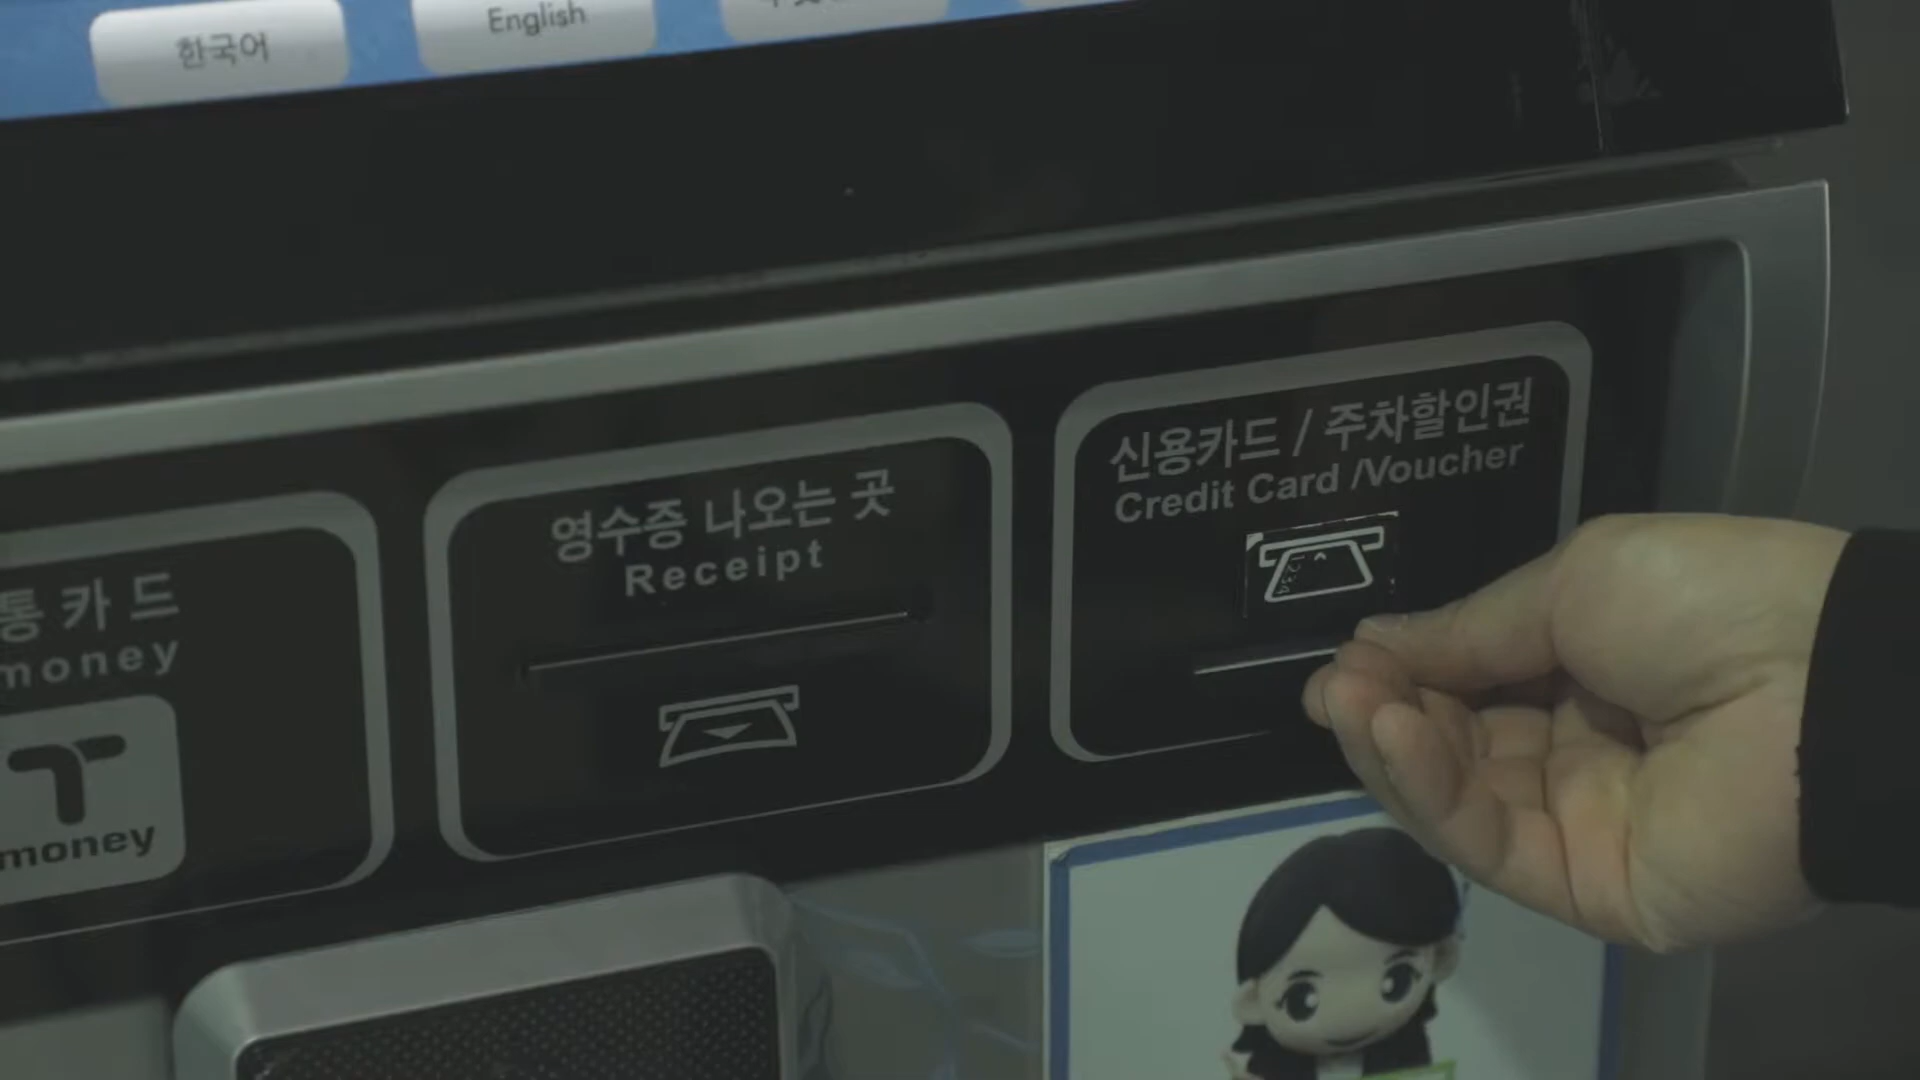 한국어
English
통카드
money
money
영수증 나오는 곳
Receipt
신용카드 / 주차할인권
Credit Card /Voucher